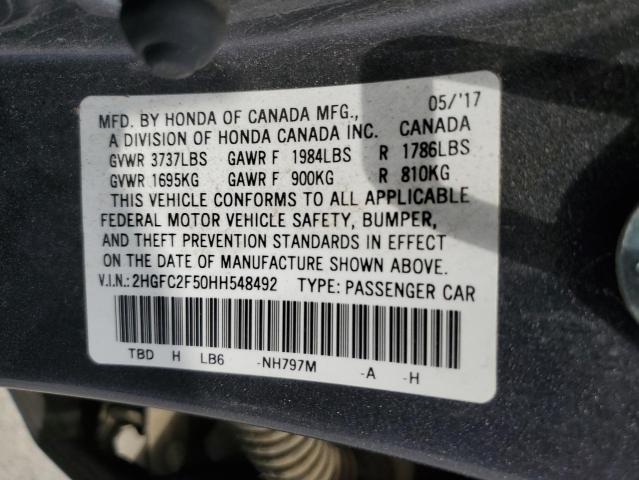 MFD. BY HONDA OF CANADA MFG., 05/'17
A DIVISION OF HONDA CANADA INC. CANADA
GVWR 3737LBS GAWR F 1984LBS R 1786LBS
GVWR 1695KG GAWR F 900KG R 810KG
THIS VEHICLE CONFORMS TO ALL APPLICABLE
FEDERAL MOTOR VEHICLE SAFETY, BUMPER,
AND THEFT PREVENTION STANDARDS IN EFFECT
ON THE DATE OF MANUFACTURE SHOWN ABOVE.
V.I.N.: 2HGFC2F50HH548492 TYPE: PASSENGER CAR
TBD H LB6 -NH797M -A -H